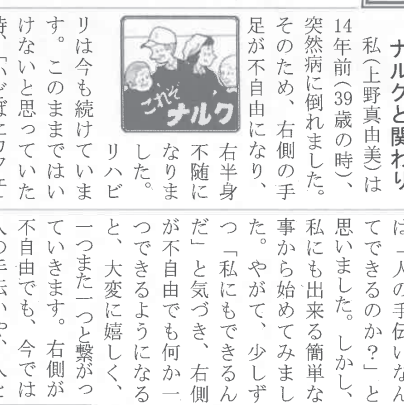 ナルクと関わり
私(上野真由美)は
14年前(39歳の時)、
突然病に倒れました。
そのため、右側の手
足が不自由になり、
これぞ
ナルク
右半身
不随に
なりま
した。
リハビ
リは今も続けていま
す。このままではい
けないと思っていた
は「人の手伝いなん
てできるのか?」と
思いました。しかし、
私にも出来る簡単な
事から始めてみまし
た。やがて、少しず
つ「私にもできるん
だ」と気づき、右側
が不自由でも何か一
つできるようになる
と、大変に嬉しく、
一つまた一つと繋がっ
ていきます。右側が
不自由でも、今では